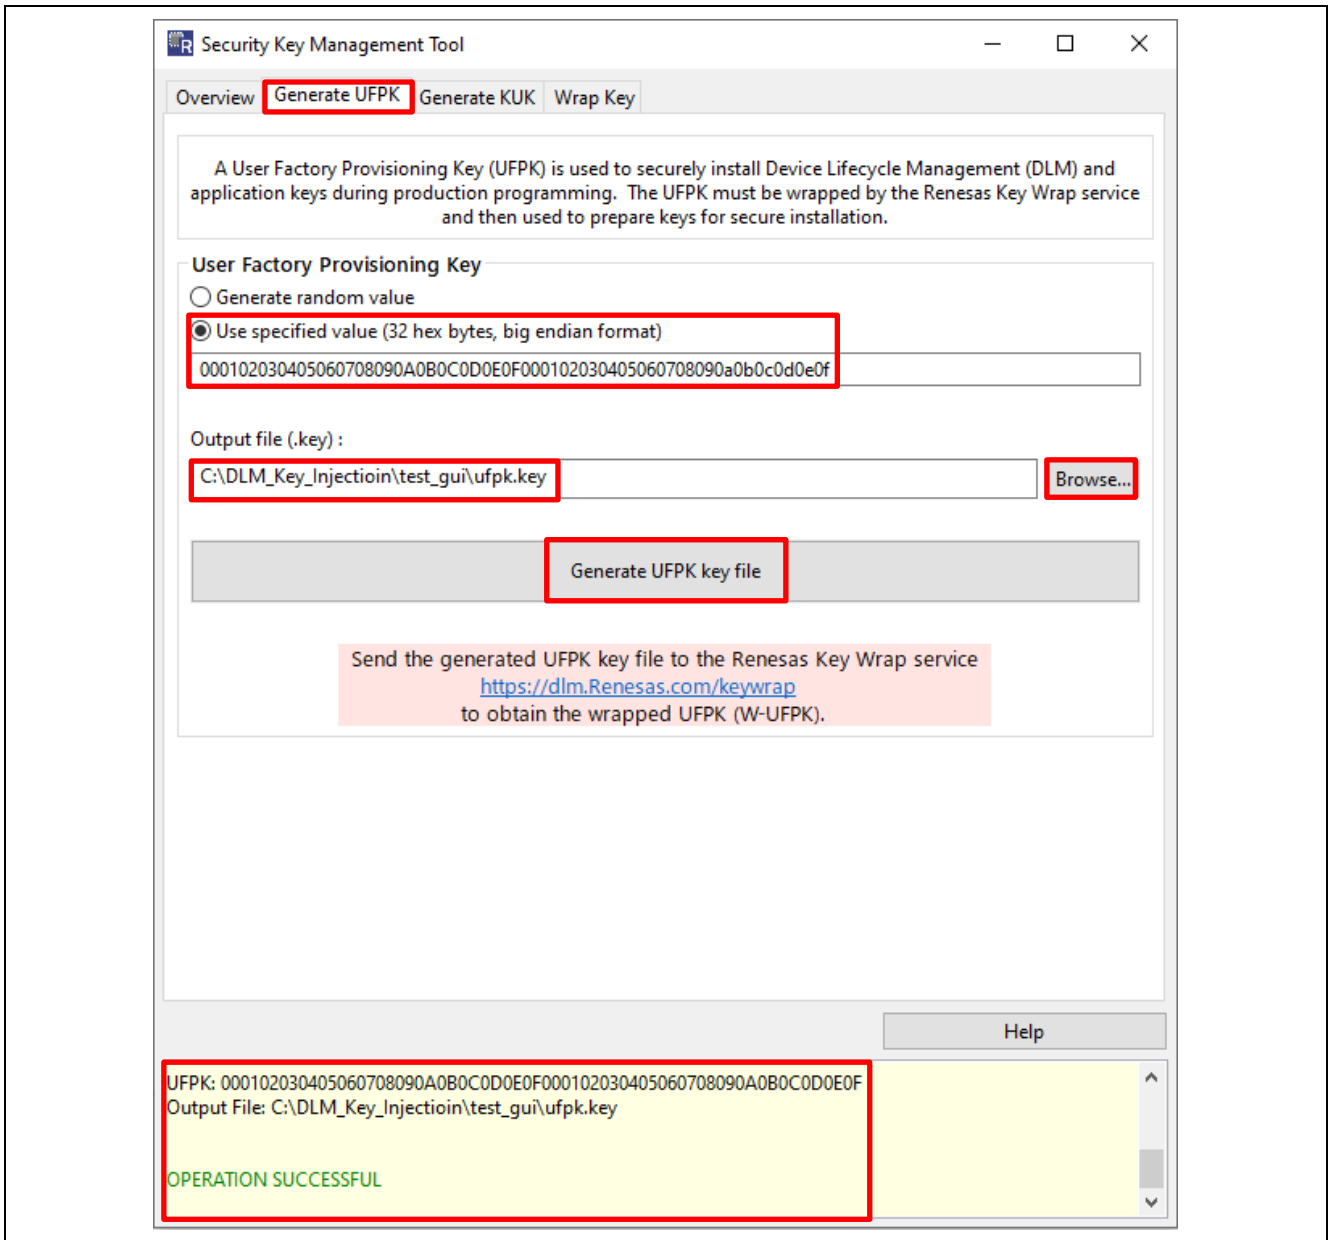 Security Key Management Tool
Overview Generate UFPK Generate KUK Wrap Key
A User Factory Provisioning Key (UFPK) is used to securely install Device Lifecycle Management (DLM) and
application keys during production programming. The UFPK must be wrapped by the Renesas Key Wrap service
and then used to prepare keys for secure installation.
User Factory Provisioning Key
Generate random value
Use specified value (32 hex bytes, big endian format)
000102030405060708090A0B0C0D0E0F000102030405060708090a0b0c0d0e0f
Output file (.key) :
C:\DLM_Key_Injectioin\test_gui\ufpk.key
Browse...
Generate UFPK key file
Send the generated UFPK key file to the Renesas Key Wrap service
https://dlm.Renesas.com/keywrap
to obtain the wrapped UFPK (W-UFPK).
Help
UFPK: 000102030405060708090A0B0C0D0E0F000102030405060708090A0B0C0D0E0F
Output File: C:\DLM_Key_Injectioin\test_gui\ufpk.key
OPERATION SUCCESSFUL